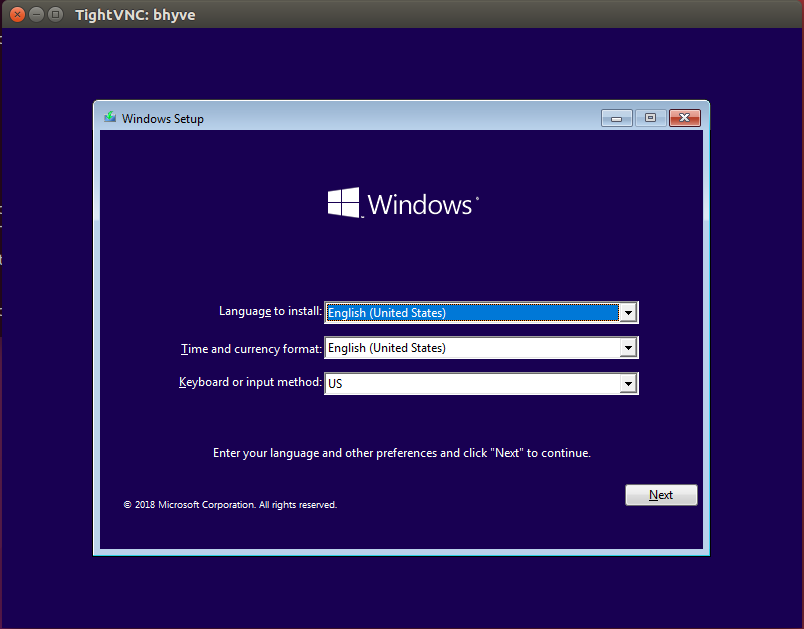 TightVNC: bhyve
Windows Setup
Windows
Language to install: English (United States)
Time and currency format: English (United States)
Keyboard or input method: US
Enter your language and other preferences and click "Next" to continue.
Next
© 2018 Microsoft Corporation. All rights reserved.